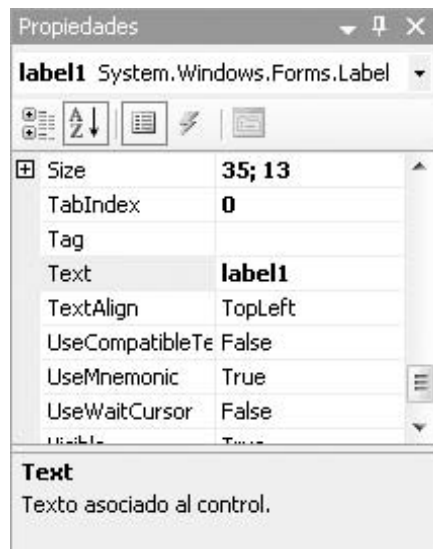 Propiedades
label1 System.Windows.Forms.Label
A
Z
Size 35; 13
TabIndex 0
Tag
Text label1
TextAlign TopLeft
UseCompatibleTe False
UseMnemonic True
UseWaitCursor False
Text
Texto asociado al control.